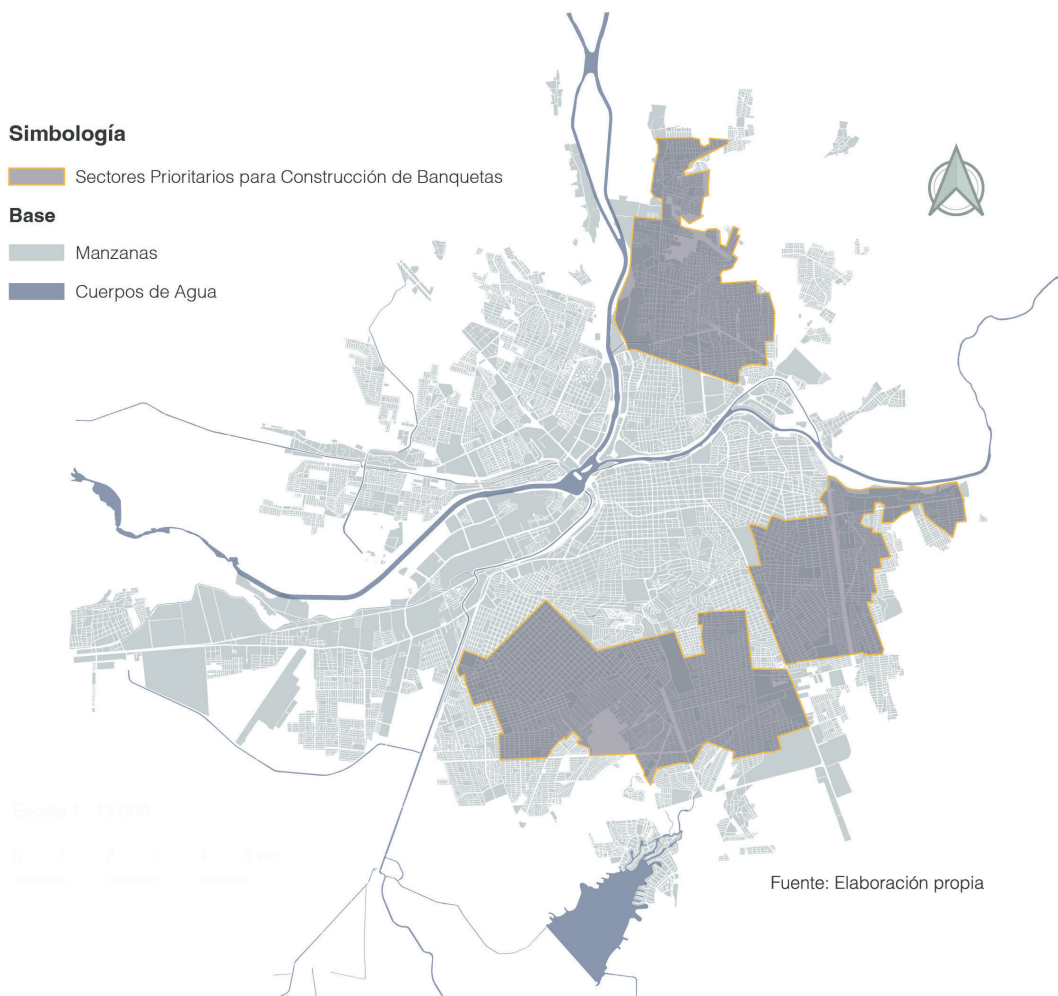 Simbología
Sectores Prioritarios para Construcción de Banquetas
Base
Manzanas
Cuerpos de Agua
Fuente: Elaboración propia